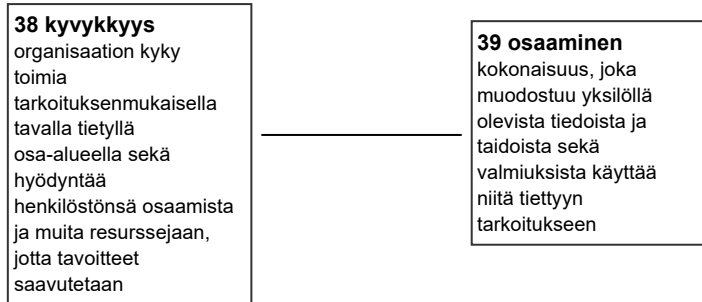 38 kyvykkyys
organisaation kyky
toimia
tarkoituksenmukaisella
tavalla tietyllä
osa-alueella sekä
hyödyntää
henkilöstönsä osaamista
ja muita resurssejaan,
jotta tavoitteet
saavutetaan
39 osaaminen
kokonaisuus, joka
muodostuu yksilöllä
olevista tiedoista ja
taidoista sekä
valmiuksista käyttää
niitä tiettyyn
tarkoitukseen